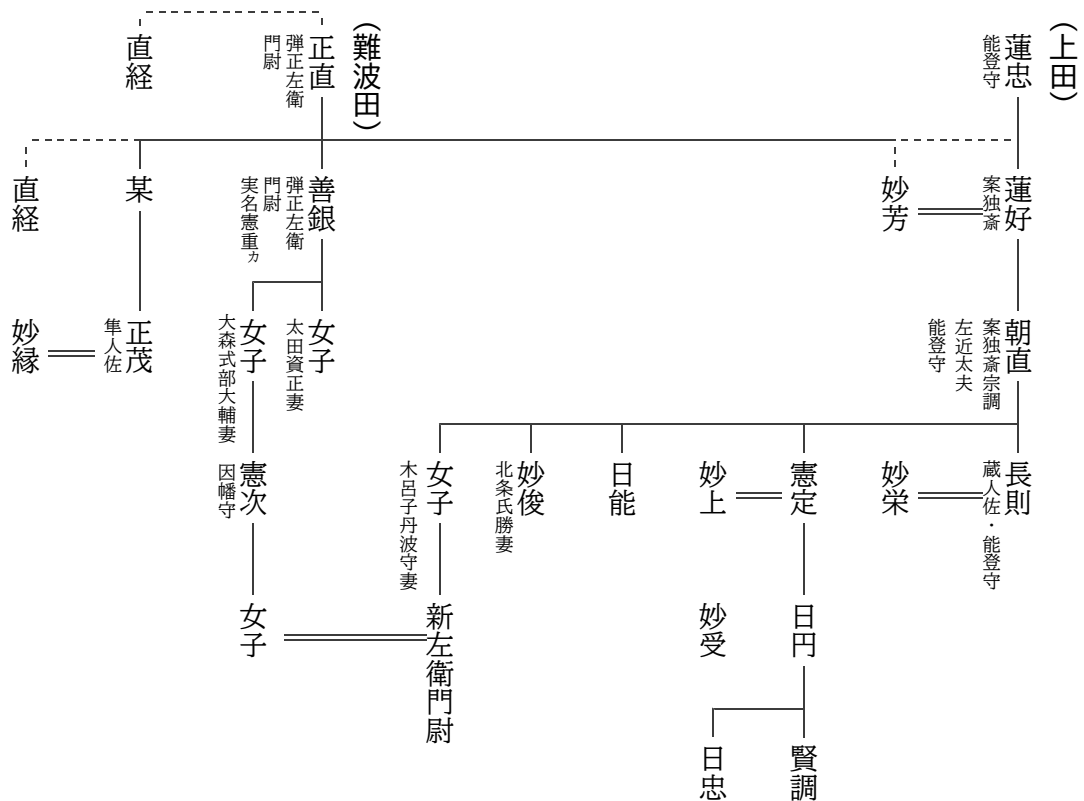 （上田）
蓮忠
能登守
（難波田）
正直
弾正左衛
門尉
直経
蓮好
案独斎
妙芳
善銀
弾正左衛
門尉
実名憲重ヵ
某
直経
朝直
案独斎宗調
左近太夫
能登守
女子
太田資正妻
女子
大森式部大輔妻
正茂
隼人佐
妙縁
長則
蔵人佐・能登守
妙栄
憲定
妙上
日能
妙俊
北条氏勝妻
女子
木呂子丹波守妻
憲次
因幡守
日円
妙受
新左衛門尉
女子
賢調
日忠